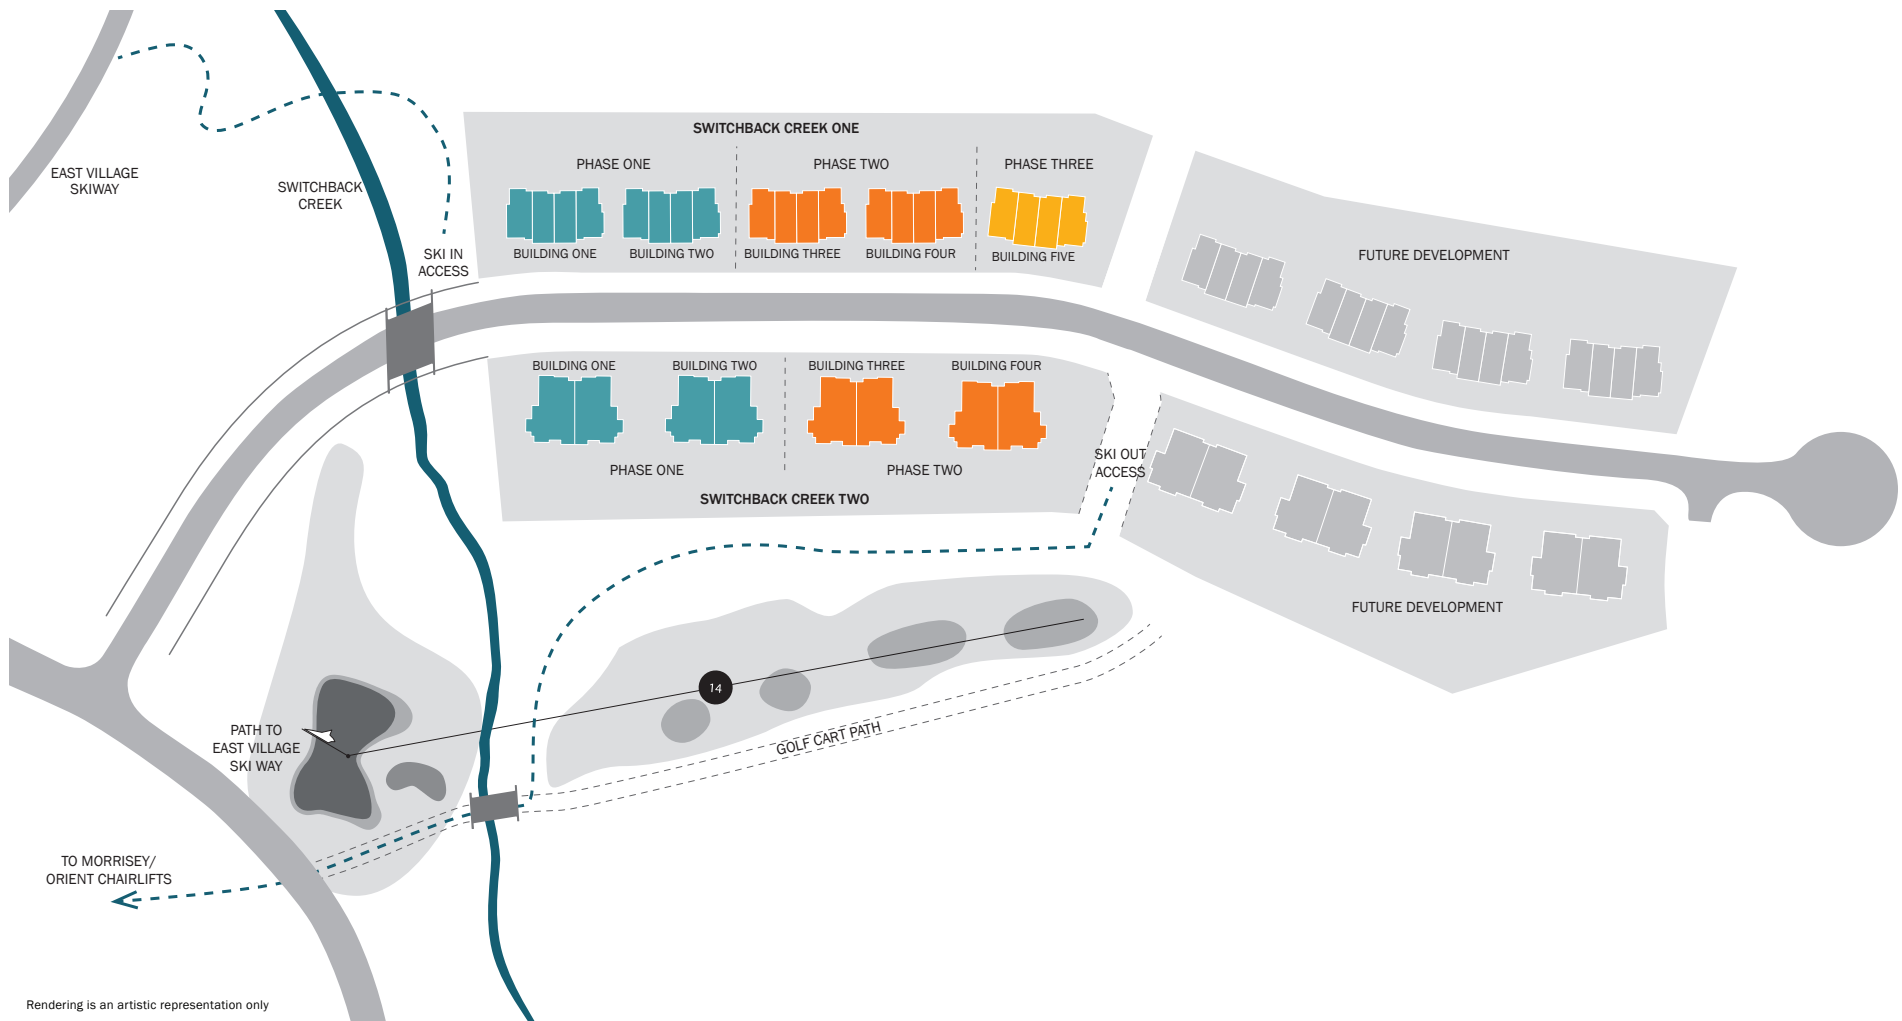 EAST VILLAGE
SKIWAY
SWITCHBACK
CREEK
SKI IN
ACCESS
SWITCHBACK CREEK ONE
PHASE ONE
PHASE TWO
PHASE THREE
BUILDING ONE
BUILDING TWO
BUILDING THREE
BUILDING FOUR
BUILDING FIVE
FUTURE DEVELOPMENT
BUILDING ONE
BUILDING TWO
BUILDING THREE
BUILDING FOUR
PHASE ONE
PHASE TWO
SWITCHBACK CREEK TWO
SKI OUT
ACCESS
FUTURE DEVELOPMENT
14
GOLF CART PATH
PATH TO
EAST VILLAGE
SKI WAY
TO MORRISEY/
ORIENT CHAIRLIFTS
Rendering is an artistic representation only